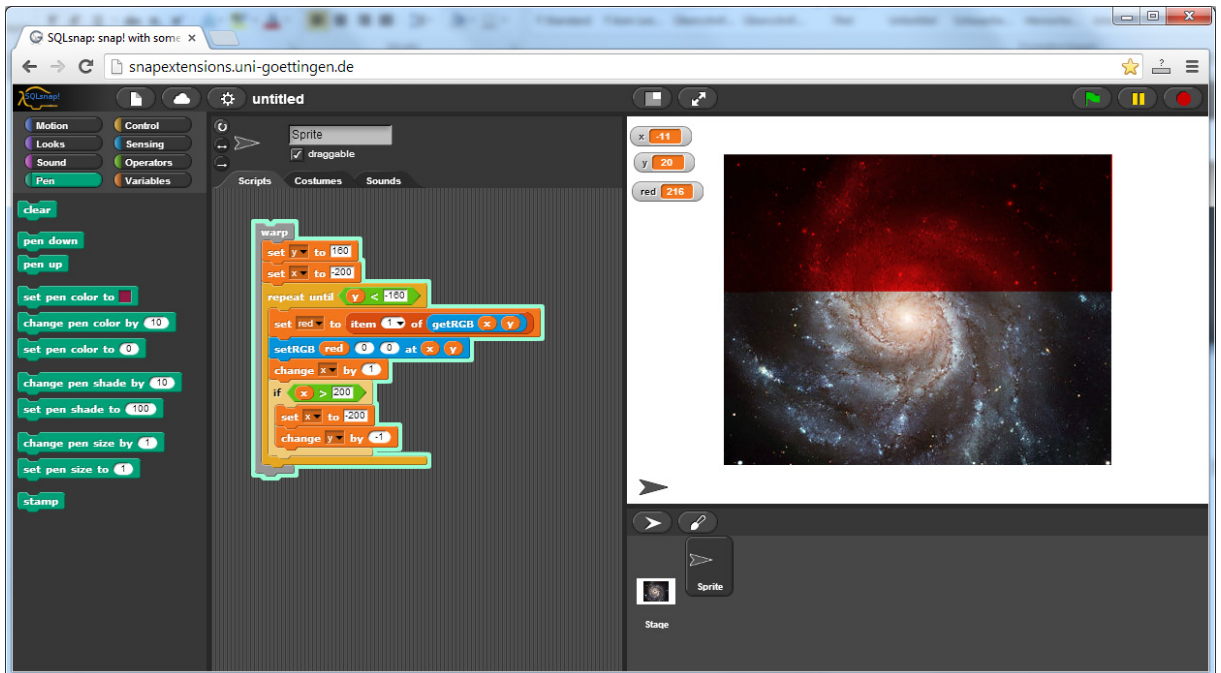 SQLsnap: snap! with some
snapextensions.uni-goettingen.de
SQLsnap!
untitled
Motion Control
Looks Sensing
Sound Operators
Pen Variables
clear
pen down
pen up
set pen color to
change pen color by 10
set pen color to 0
change pen shade by 10
set pen shade to 100
change pen size by 1
set pen size to 1
stamp
Sprite
draggable
Scripts Costumes Sounds
warp
set y to 160
set x to -200
repeat until y < -160
set red to item 1 of getRGB x y
setRGB red 0 0 at x y
change x by 1
if x > 200
set x to -200
change y by -1
x -11
y 20
red 216
Sprite
Stage